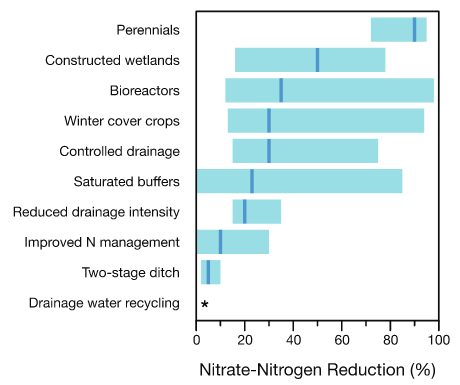 Perennials
Constructed wetlands
Bioreactors
Winter cover crops
Controlled drainage
Saturated buffers
Reduced drainage intensity
Improved N management
Two-stage ditch
Drainage water recycling *
0 20 40 60 80 100
Nitrate-Nitrogen Reduction (%)